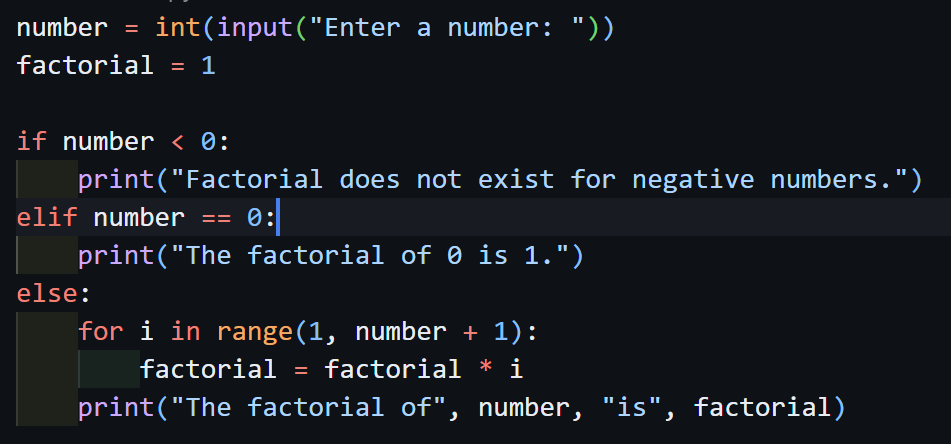 number = int(input("Enter a number: "))
factorial = 1

if number < 0:
    print("Factorial does not exist for negative numbers.")
elif number == 0:
    print("The factorial of 0 is 1.")
else:
    for i in range(1, number + 1):
        factorial = factorial * i
    print("The factorial of", number, "is", factorial)